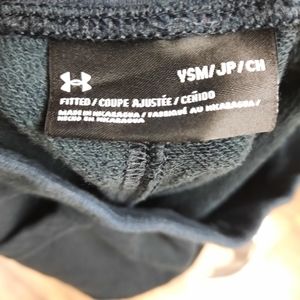 YSM/JP/CH
FITTED/COUPE AJUSTÉE/CEÑIDO
MADE IN NICARAGUA/FABRIQUÉ AU NICARAGUA/
HECHO EN NICARAGUA